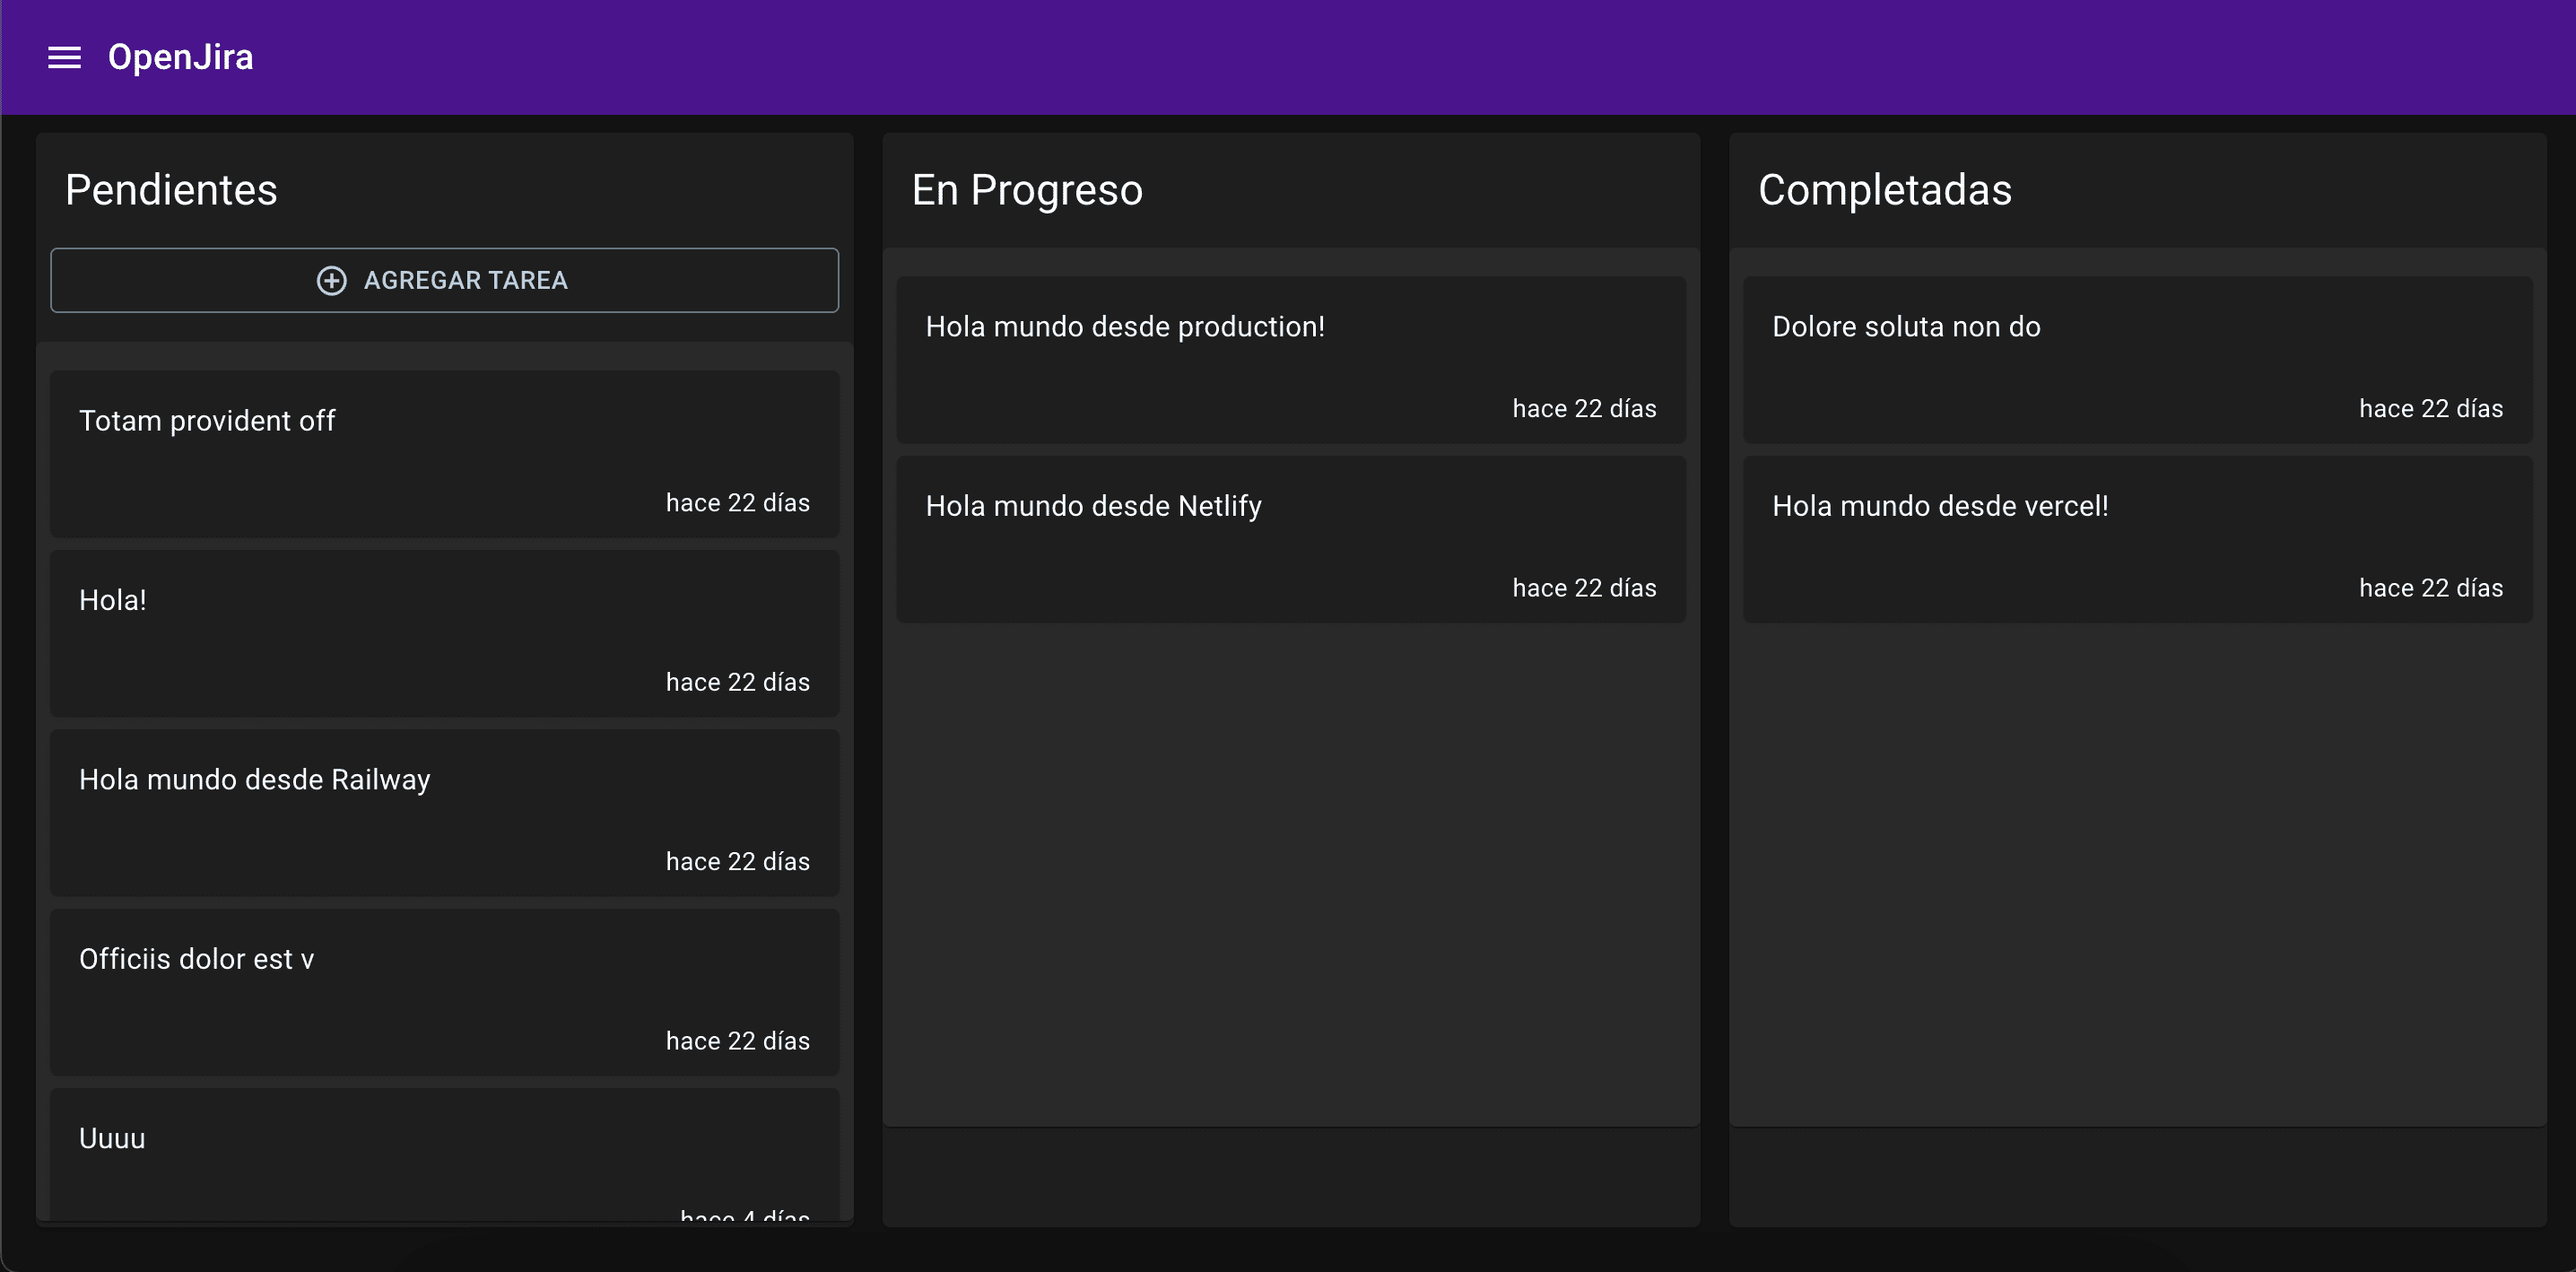 OpenJira
Pendientes
AGREGAR TAREA
Totam provident off
hace 22 días
Hola!
hace 22 días
Hola mundo desde Railway
hace 22 días
Officiis dolor est v
hace 22 días
Uuuu
hace 4 días
En Progreso
Hola mundo desde production!
hace 22 días
Hola mundo desde Netlify
hace 22 días
Completadas
Dolore soluta non do
hace 22 días
Hola mundo desde vercel!
hace 22 días